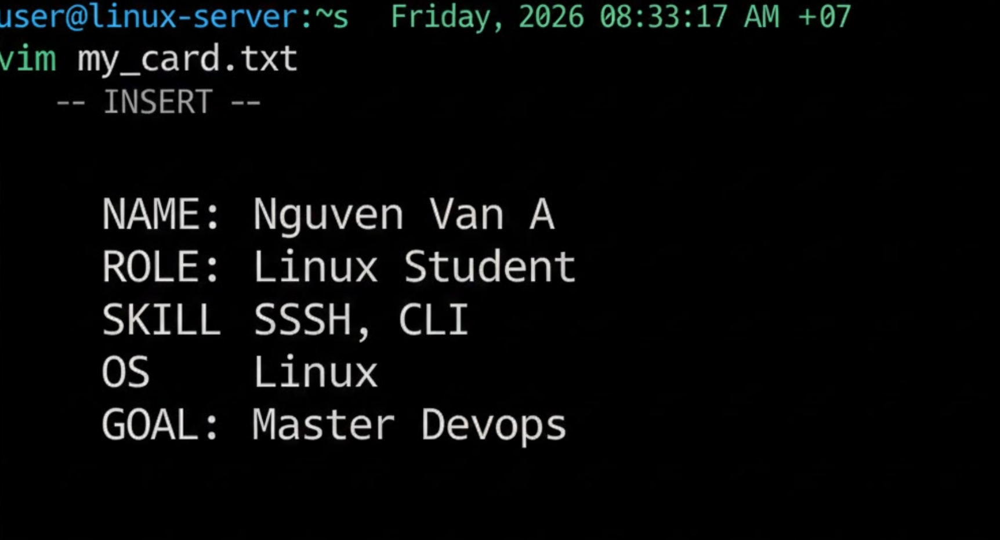 user@linux-server:~s Friday, 2026 08:33:17 AM +07
vim my_card.txt
-- INSERT --
NAME: Nguven Van A
ROLE: Linux Student
SKILL SSSH, CLI
OS Linux
GOAL: Master Devops